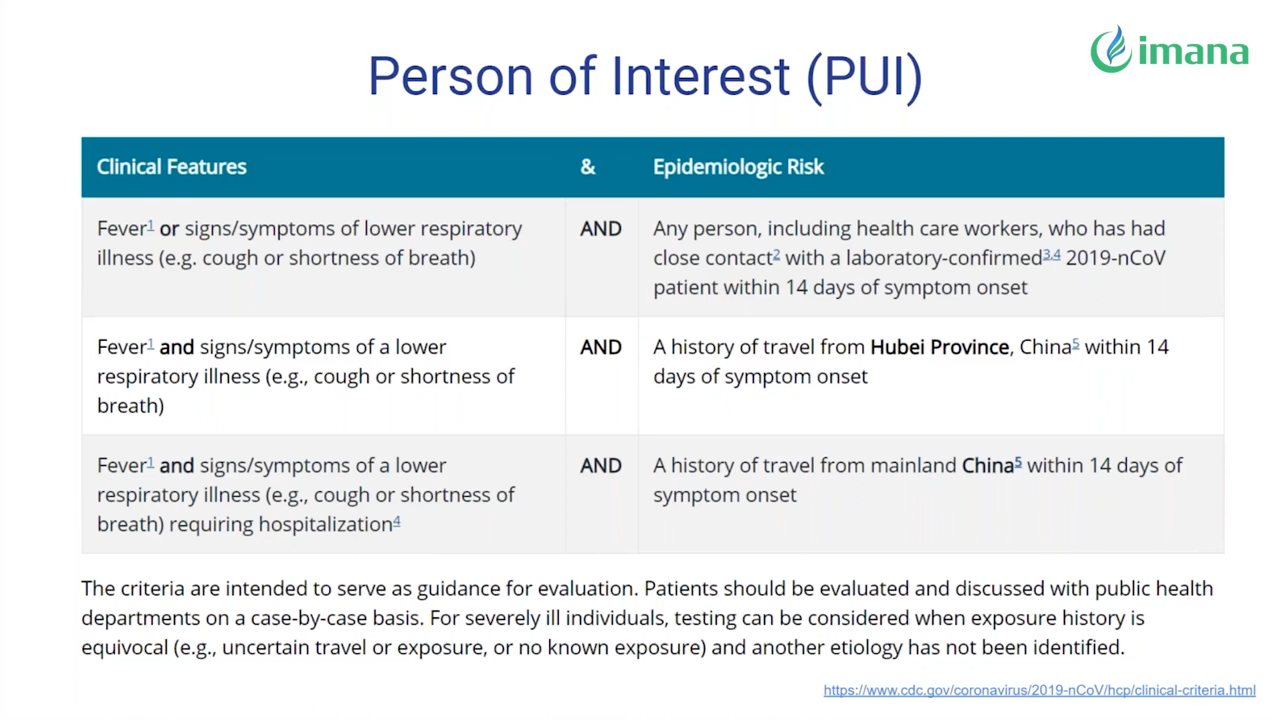 imana
Person of Interest (PUI)
Clinical Features & Epidemiologic Risk
Fever1 or signs/symptoms of lower respiratory
illness (e.g. cough or shortness of breath)
AND
Any person, including health care workers, who has had
close contact2 with a laboratory-confirmed3,4 2019-nCoV
patient within 14 days of symptom onset
Fever1 and signs/symptoms of a lower
respiratory illness (e.g., cough or shortness of
breath)
AND
A history of travel from Hubei Province, China5 within 14
days of symptom onset
Fever1 and signs/symptoms of a lower
respiratory illness (e.g., cough or shortness of
breath) requiring hospitalization4
AND
A history of travel from mainland China5 within 14 days of
symptom onset
The criteria are intended to serve as guidance for evaluation. Patients should be evaluated and discussed with public health
departments on a case-by-case basis. For severely ill individuals, testing can be considered when exposure history is
equivocal (e.g., uncertain travel or exposure, or no known exposure) and another etiology has not been identified.
https://www.cdc.gov/coronavirus/2019-nCoV/hcp/clinical-criteria.html